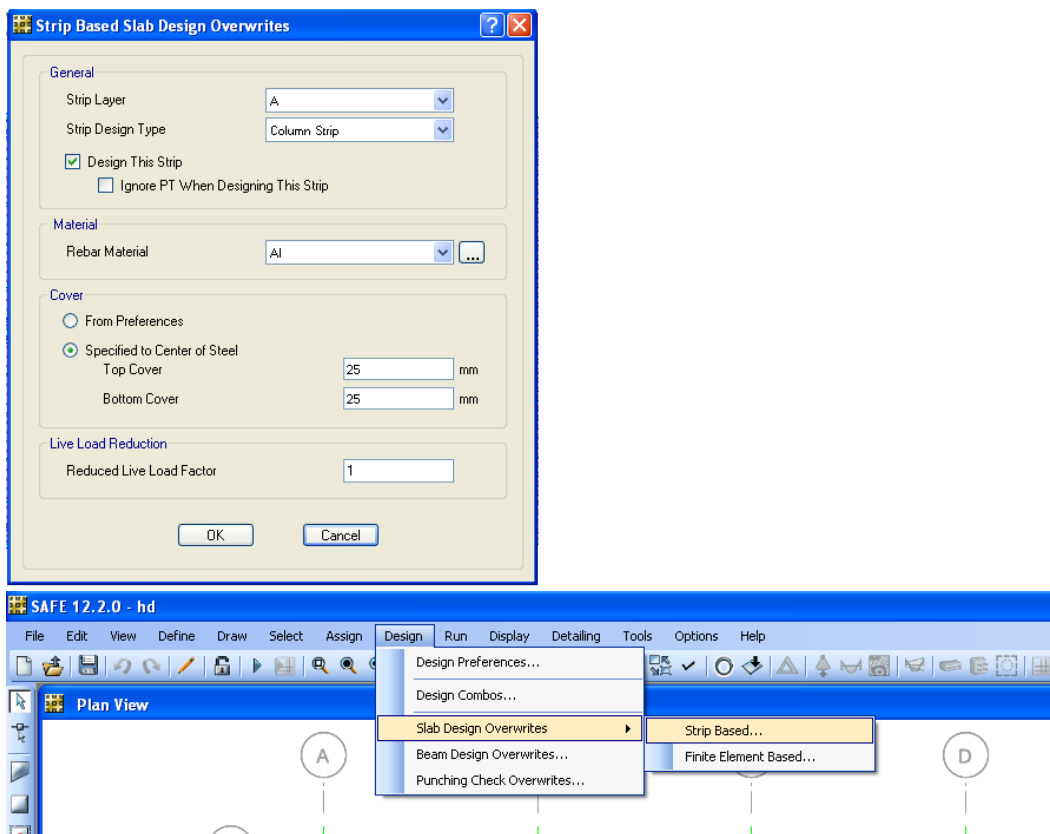 Strip Based Slab Design Overwrites
General
Strip Layer A
Strip Design Type Column Strip
Design This Strip
Ignore PT When Designing This Strip
Material
Rebar Material AI ...
Cover
From Preferences
Specified to Center of Steel
Top Cover 25 mm
Bottom Cover 25 mm
Live Load Reduction
Reduced Live Load Factor 1
OK Cancel
SAFE 12.2.0 - hd
File Edit View Define Draw Select Assign Design Run Display Detailing Tools Options Help
Design Preferences...
Plan View
Design Combos...
Slab Design Overwrites Strip Based...
A Beam Design Overwrites... Finite Element Based... D
Punching Check Overwrites...